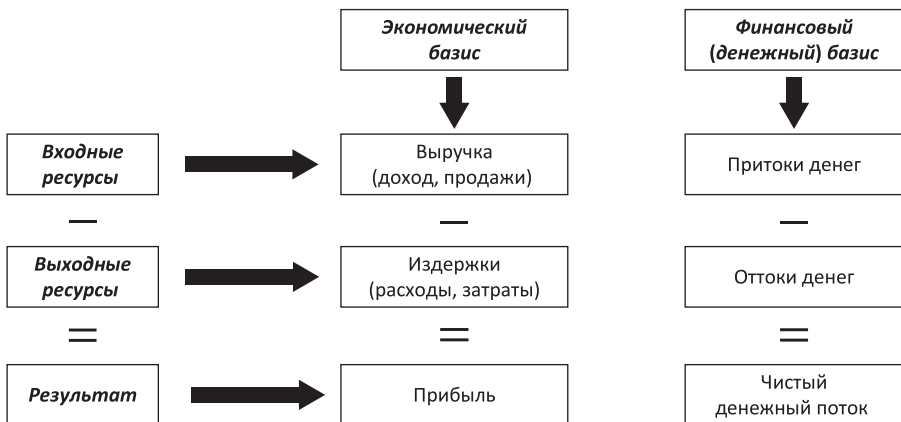 Экономический
базис
Финансовый
(денежный) базис
Входные
ресурсы
Выручка
(доход, продажи)
Притоки денег
—
—
—
Выходные
ресурсы
Издержки
(расходы, затраты)
Оттоки денег
=
=
=
Результат
Прибыль
Чистый
денежный поток